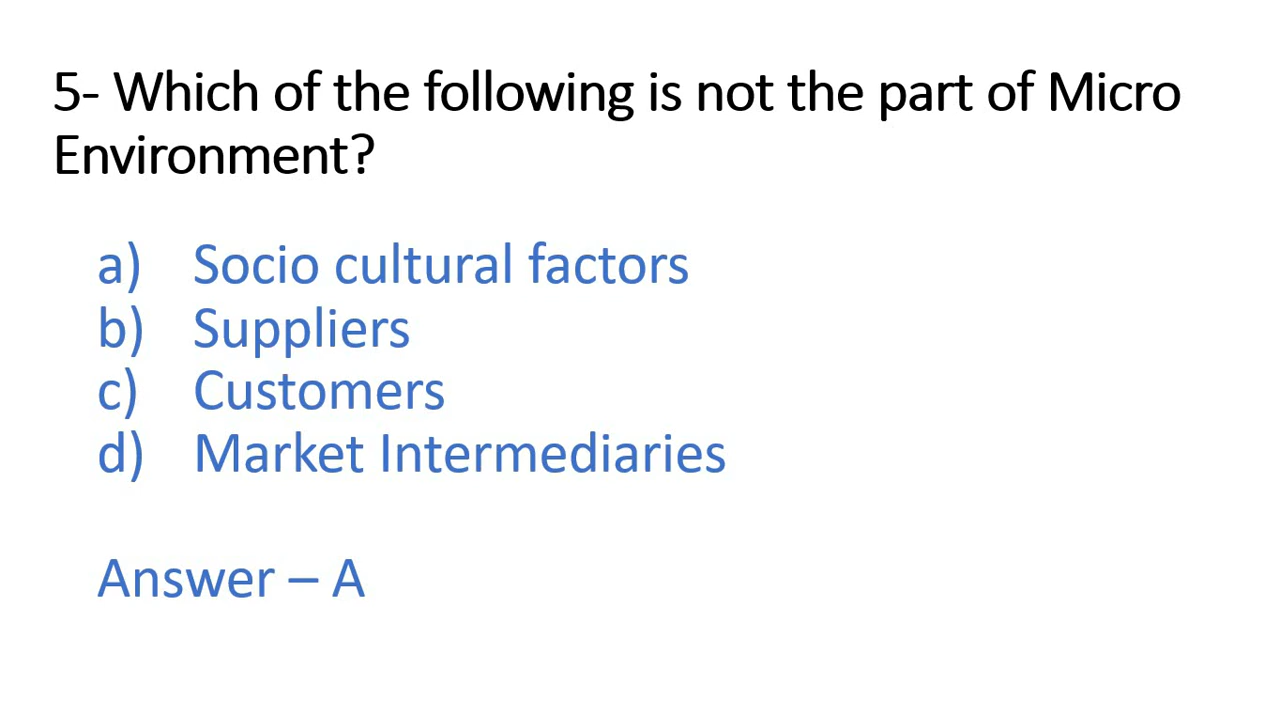 5- Which of the following is not the part of Micro
Environment?
a) Socio cultural factors
b) Suppliers
c) Customers
d) Market Intermediaries
Answer – A